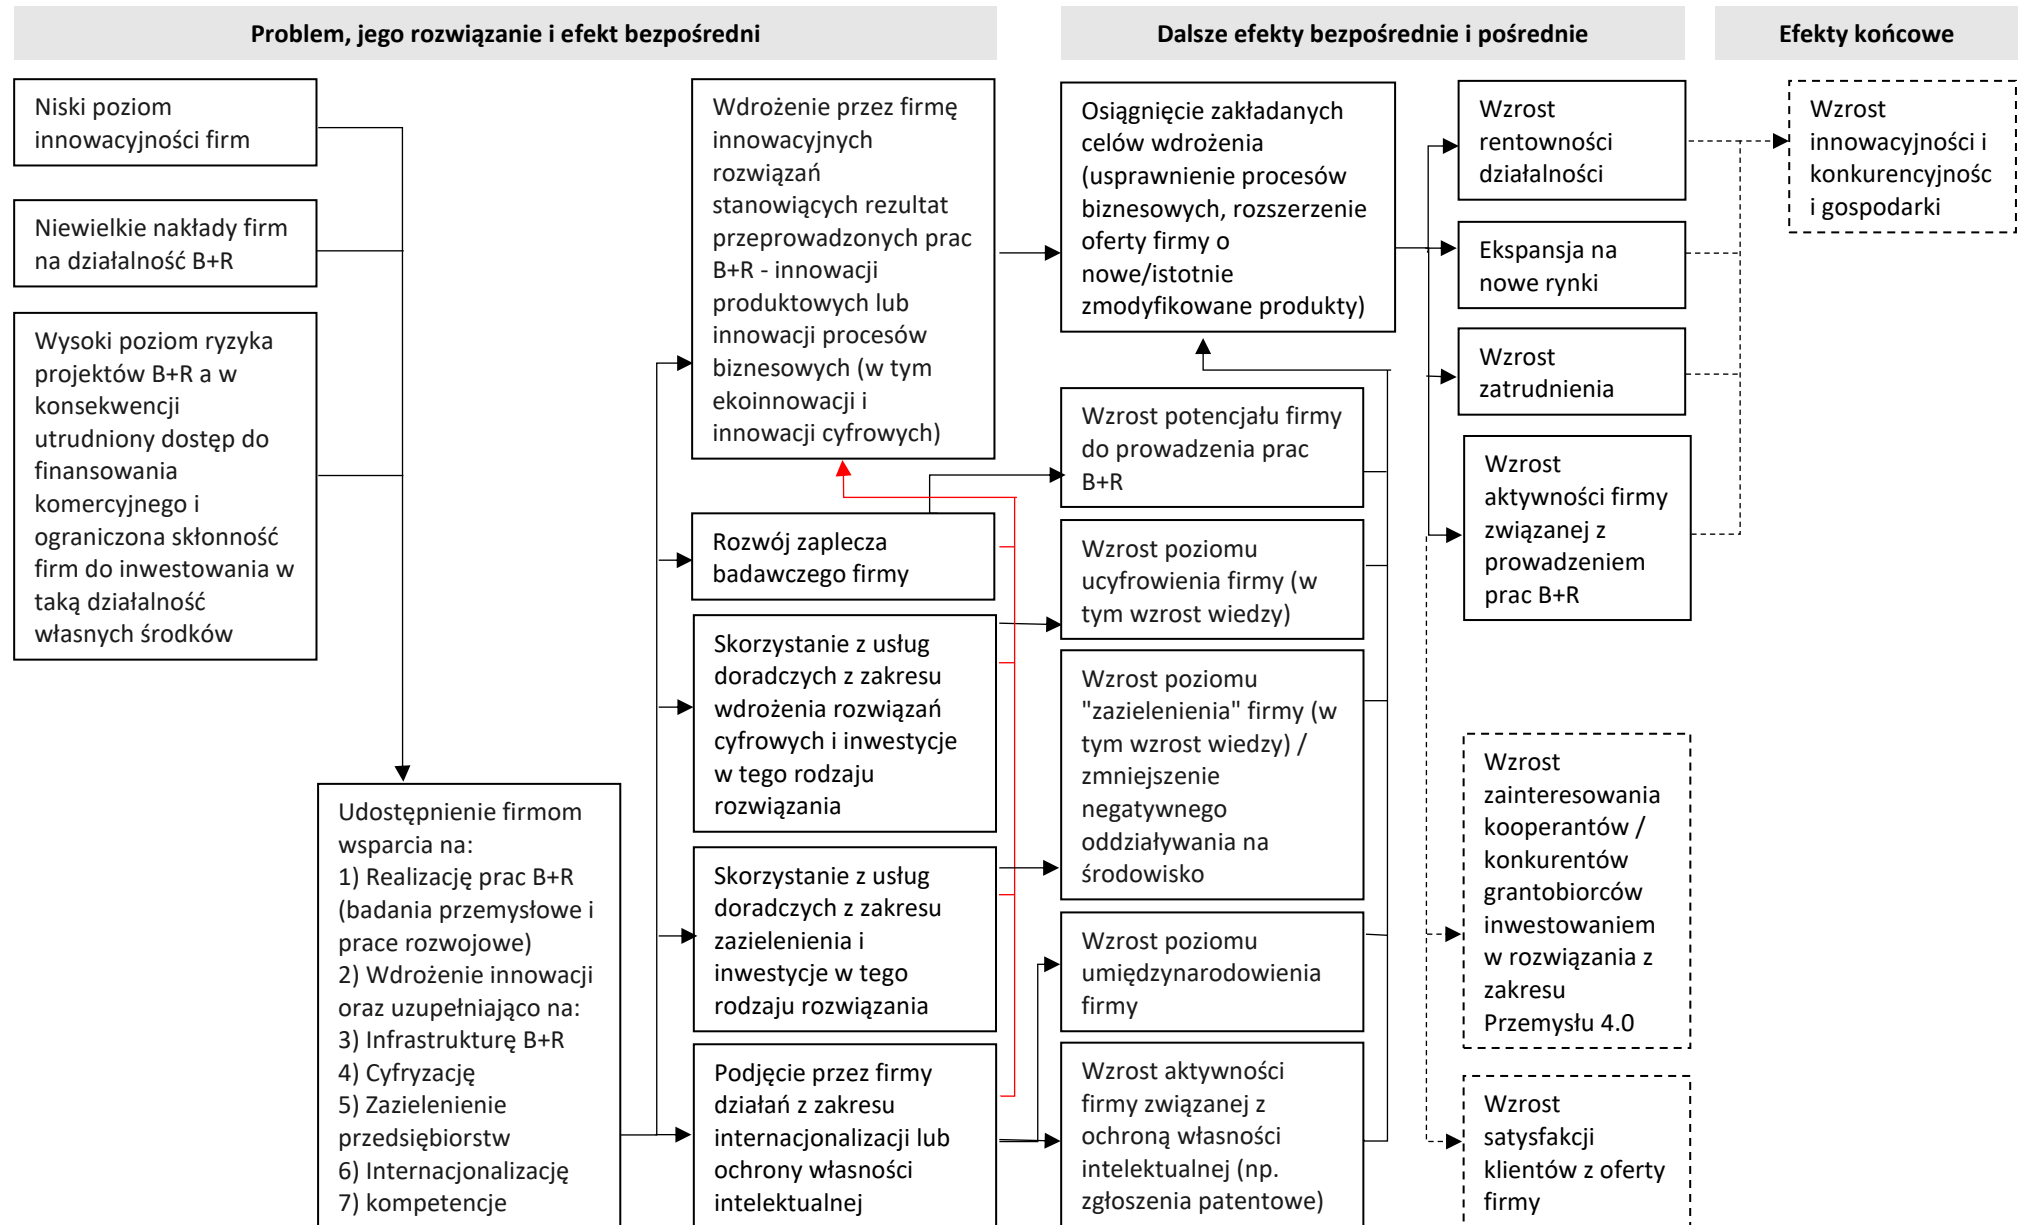 Problem, jego rozwiązanie i efekt bezpośredni
Dalsze efekty bezpośrednie i pośrednie
Efekty końcowe
Niski poziom
innowacyjności firm
Niewielkie nakłady firm
na działalność B+R
Wysoki poziom ryzyka
projektów B+R a w
konsekwencji
utrudniony dostęp do
finansowania
komercyjnego i
ograniczona skłonność
firm do inwestowania w
taką działalność
własnych środków
Udostępnienie firmom
wsparcia na:
1) Realizację prac B+R
(badania przemysłowe i
prace rozwojowe)
2) Wdrożenie innowacji
oraz uzupełniająco na:
3) Infrastrukturę B+R
4) Cyfryzację
5) Zazielenienie
przedsiębiorstw
6) Internacjonalizację
7) kompetencje
Wdrożenie przez firmę
innowacyjnych
rozwiązań
stanowiących rezultat
przeprowadzonych prac
B+R - innowacji
produktowych lub
innowacji procesów
biznesowych (w tym
ekoinnowacji i
innowacji cyfrowych)
Rozwój zaplecza
badawczego firmy
Skorzystanie z usług
doradczych z zakresu
wdrożenia rozwiązań
cyfrowych i inwestycje
w tego rodzaju
rozwiązania
Skorzystanie z usług
doradczych z zakresu
zazielenienia i
inwestycje w tego
rodzaju rozwiązania
Podjęcie przez firmy
działań z zakresu
internacjonalizacji lub
ochrony własności
intelektualnej
Osiągnięcie zakładanych
celów wdrożenia
(usprawnienie procesów
biznesowych, rozszerzenie
oferty firmy o
nowe/istotnie
zmodyfikowane produkty)
Wzrost potencjału firmy
do prowadzenia prac
B+R
Wzrost poziomu
ucyfrowienia firmy (w
tym wzrost wiedzy)
Wzrost poziomu
"zazielenienia" firmy (w
tym wzrost wiedzy) /
zmniejszenie
negatywnego
oddziaływania na
środowisko
Wzrost poziomu
umiędzynarodowienia
firmy
Wzrost aktywności
firmy związanej z
ochroną własności
intelektualnej (np.
zgłoszenia patentowe)
Wzrost
rentowności
działalności
Ekspansja na
nowe rynki
Wzrost
zatrudnienia
Wzrost
aktywności firmy
związanej z
prowadzeniem
prac B+R
Wzrost
zainteresowania
kooperantów /
konkurentów
grantobiorców
inwestowaniem
w rozwiązania z
zakresu
Przemysłu 4.0
Wzrost
satysfakcji
klientów z oferty
firmy
Wzrost
innowacyjności i
konkurencyjnośc
i gospodarki